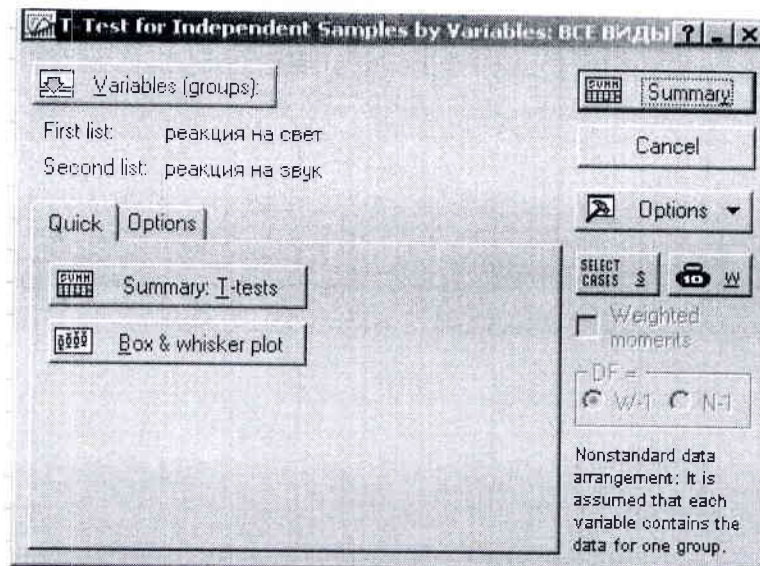 T-Test for Independent Samples by Variables: ВСЕ ВИДЫ
Variables (groups):
First list: реакция на свет
Second list: реакция на звук
Quick
Options
SUMM
Summary: T-tests
Box & whisker plot
SUMM
Summary
Cancel
Options
SELECT CASES S
W
Weighted moments
DF =
W-1 N-1
Nonstandard data
arrangement: It is
assumed that each
variable contains the
data for one group.